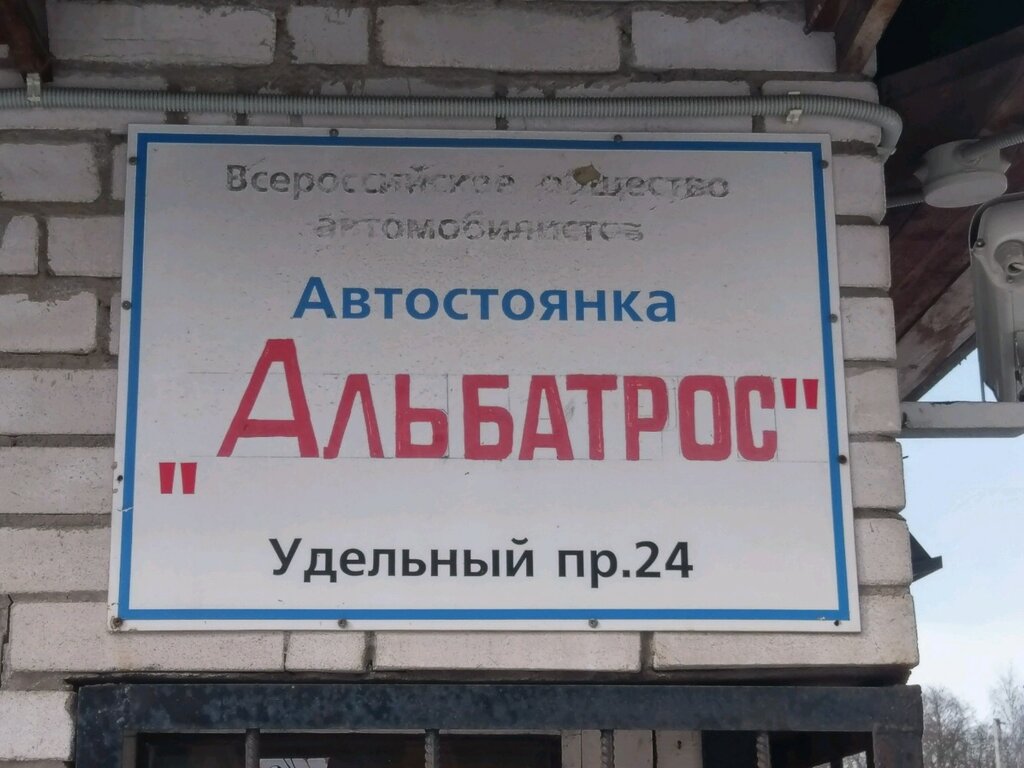 Всероссийское общество
автомобилистов
Автостоянка
"Альбатрос"
Удельный пр.24